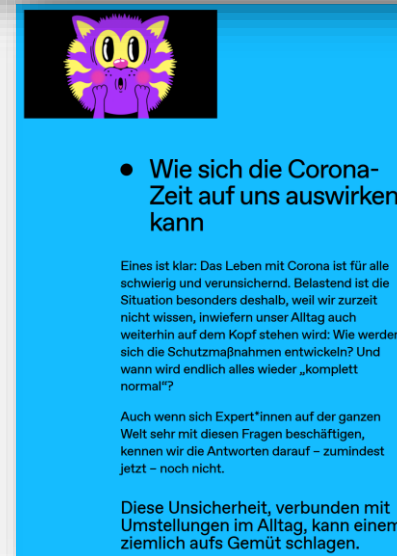 Wie sich die Corona-
Zeit auf uns auswirken
kann
Eines ist klar: Das Leben mit Corona ist für alle
schwierig und verunsichernd. Belastend ist die
Situation besonders deshalb, weil wir zurzeit
nicht wissen, inwiefern unser Alltag auch
weiterhin auf dem Kopf stehen wird: Wie werden
sich die Schutzmaßnahmen entwickeln? Und
wann wird endlich alles wieder „komplett
normal“?
Auch wenn sich Expert*innen auf der ganzen
Welt sehr mit diesen Fragen beschäftigen,
kennen wir die Antworten darauf – zumindest
jetzt – noch nicht.
Diese Unsicherheit, verbunden mit
Umstellungen im Alltag, kann einem
ziemlich aufs Gemüt schlagen.